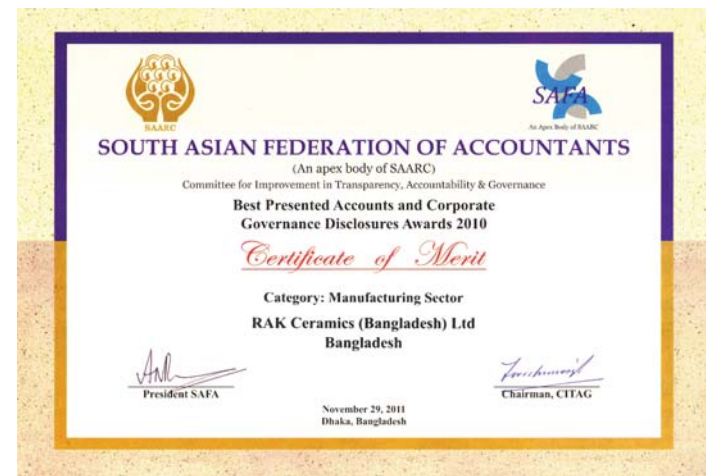 SAARC
SAFA
An Apex Body of SAARC
SOUTH ASIAN FEDERATION OF ACCOUNTANTS
(An apex body of SAARC)
Committee for Improvement in Transparency, Accountability & Governance
Best Presented Accounts and Corporate
Governance Disclosures Awards 2010
Certificate of Merit
Category: Manufacturing Sector
RAK Ceramics (Bangladesh) Ltd
Bangladesh
President SAFA
Chairman, CITAG
November 29, 2011
Dhaka, Bangladesh